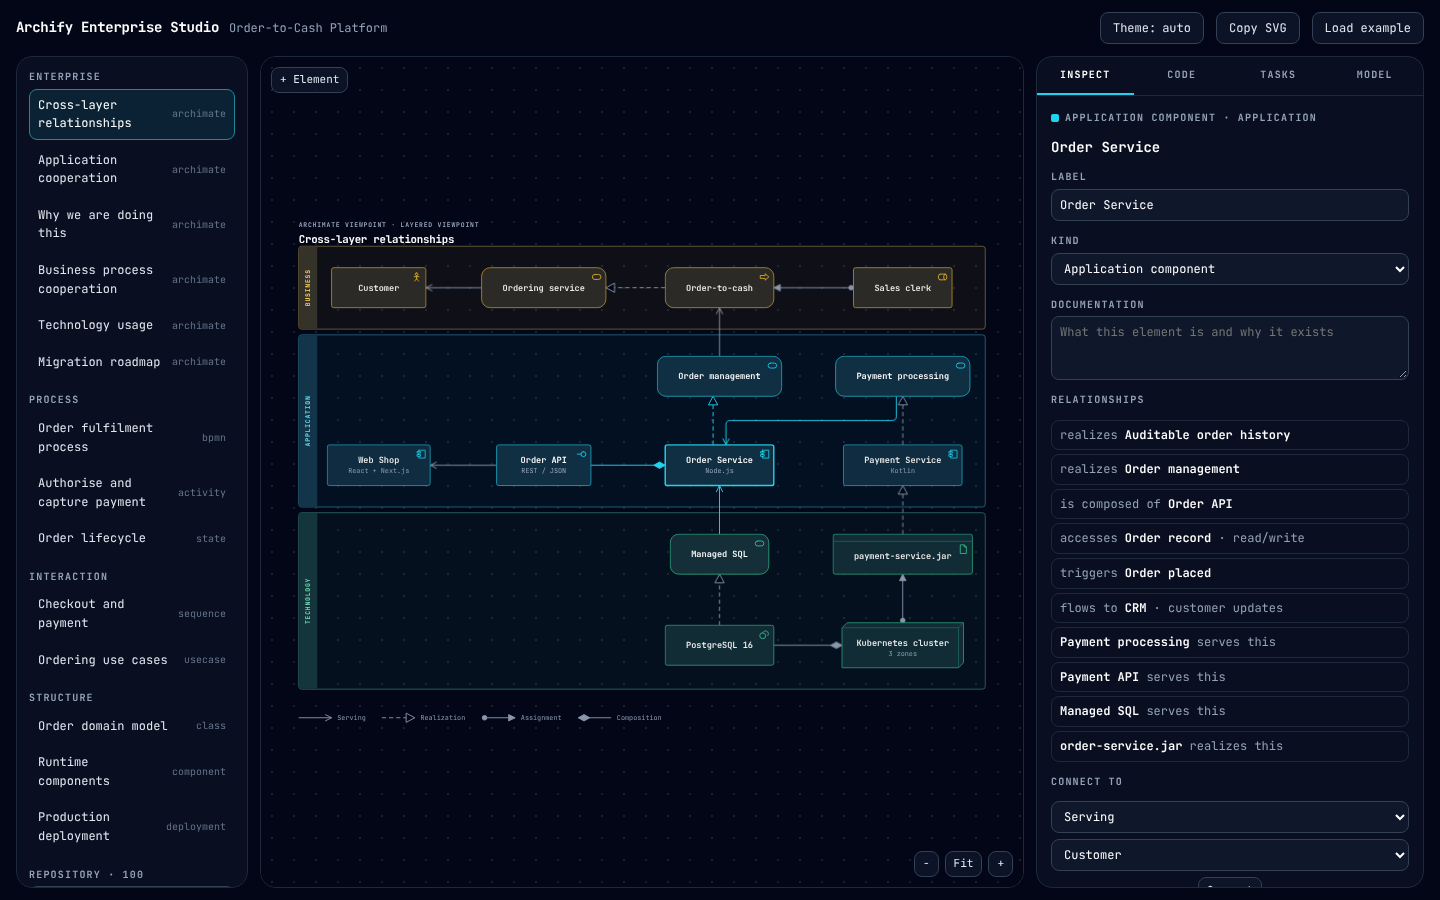 Archify Enterprise Studio Order-to-Cash Platform
Theme: auto
Copy SVG
Load example
ENTERPRISE
Cross-layer
relationships
archimate
Application
cooperation
archimate
Why we are doing
this
archimate
Business process
cooperation
archimate
Technology usage archimate
Migration roadmap archimate
PROCESS
Order fulfilment
process
bpmn
Authorise and
capture payment
activity
Order lifecycle state
INTERACTION
Checkout and
payment
sequence
Ordering use cases usecase
STRUCTURE
Order domain model class
Runtime
components
component
Production
deployment
deployment
REPOSITORY · 100
+ Element
ARCHIMATE VIEWPOINT · LAYERED VIEWPOINT
Cross-layer relationships
BUSINESS
Customer
Ordering service
Order-to-cash
Sales clerk
APPLICATION
Order management
Payment processing
Web Shop
React + Next.js
Order API
REST / JSON
Order Service
Node.js
Payment Service
Kotlin
TECHNOLOGY
Managed SQL
payment-service.jar
PostgreSQL 16
Kubernetes cluster
3 zones
Serving
Realization
Assignment
Composition
-
Fit
+
INSPECT
CODE
TASKS
MODEL
APPLICATION COMPONENT · APPLICATION
Order Service
LABEL
Order Service
KIND
Application component
DOCUMENTATION
What this element is and why it exists
RELATIONSHIPS
realizes Auditable order history
realizes Order management
is composed of Order API
accesses Order record · read/write
triggers Order placed
flows to CRM · customer updates
Payment processing serves this
Payment API serves this
Managed SQL serves this
order-service.jar realizes this
CONNECT TO
Serving
Customer